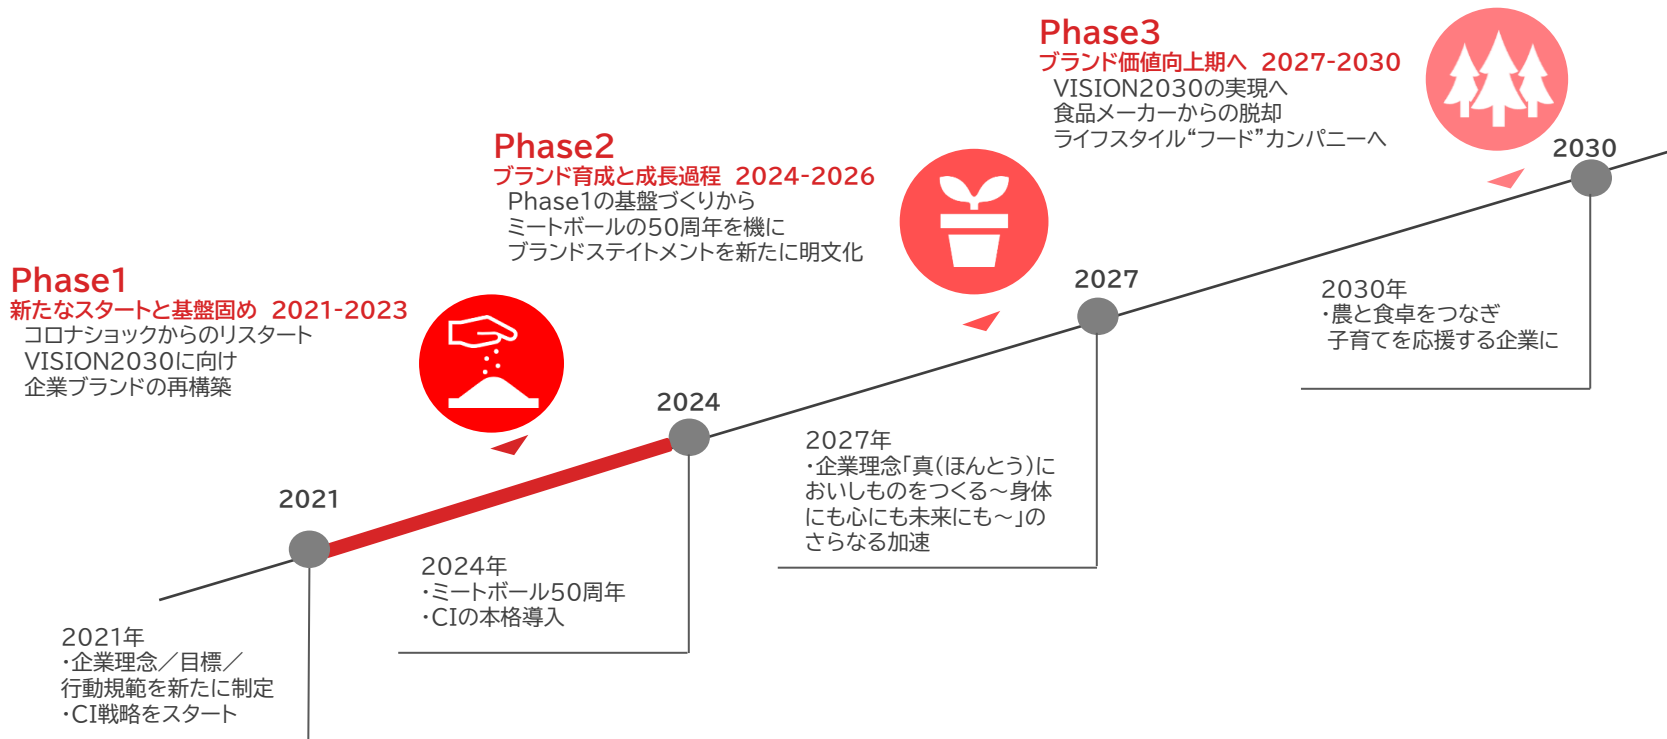 Phase1
新たなスタートと基盤固め 2021-2023
コロナショックからのリスタート
VISION2030に向け
企業ブランドの再構築
Phase2
ブランド育成と成長過程 2024-2026
Phase1の基盤づくりから
ミートボールの50周年を機に
ブランドステイトメントを新たに明文化
Phase3
ブランド価値向上期へ 2027-2030
VISION2030の実現へ
食品メーカーからの脱却
ライフスタイル“フード”カンパニーへ
2021
2024
2027
2030
2021年
・企業理念／目標／
行動規範を新たに制定
・CI戦略をスタート
2024年
・ミートボール50周年
・CIの本格導入
2027年
・企業理念「真(ほんとう)に
おいしものをつくる～身体
にも心にも未来にも～」の
さらなる加速
2030年
・農と食卓をつなぎ
子育てを応援する企業に